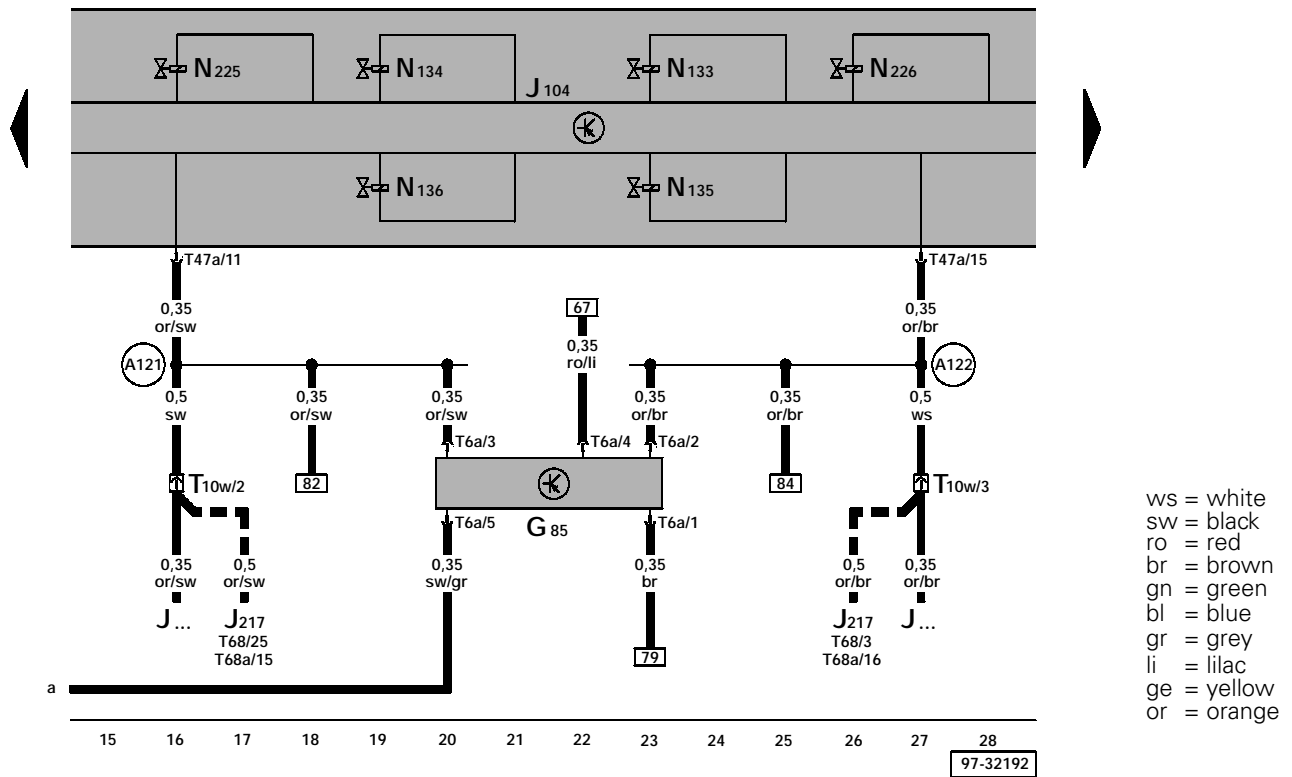 N225
N134
J104
N133
N226
N136
N135
T47a/11
T47a/15
0,35
or/sw
67
0,35
or/br
0,35
ro/li
A121
A122
0,5
sw
0,35
or/sw
0,35
or/sw
0,35
or/br
0,35
or/br
0,5
ws
T6a/3
T6a/4
T6a/2
T10w/2
82
84
T10w/3
T6a/5
G85
T6a/1
0,35
or/sw
0,5
or/sw
0,35
sw/gr
0,35
br
0,5
or/br
0,35
or/br
J...
J217
T68/25
T68a/15
J217
T68/3
T68a/16
J...
79
a
15 16 17 18 19 20 21 22 23 24 25 26 27 28
97-32192
ws = white
sw = black
ro = red
br = brown
gn = green
bl = blue
gr = grey
li = lilac
ge = yellow
or = orange